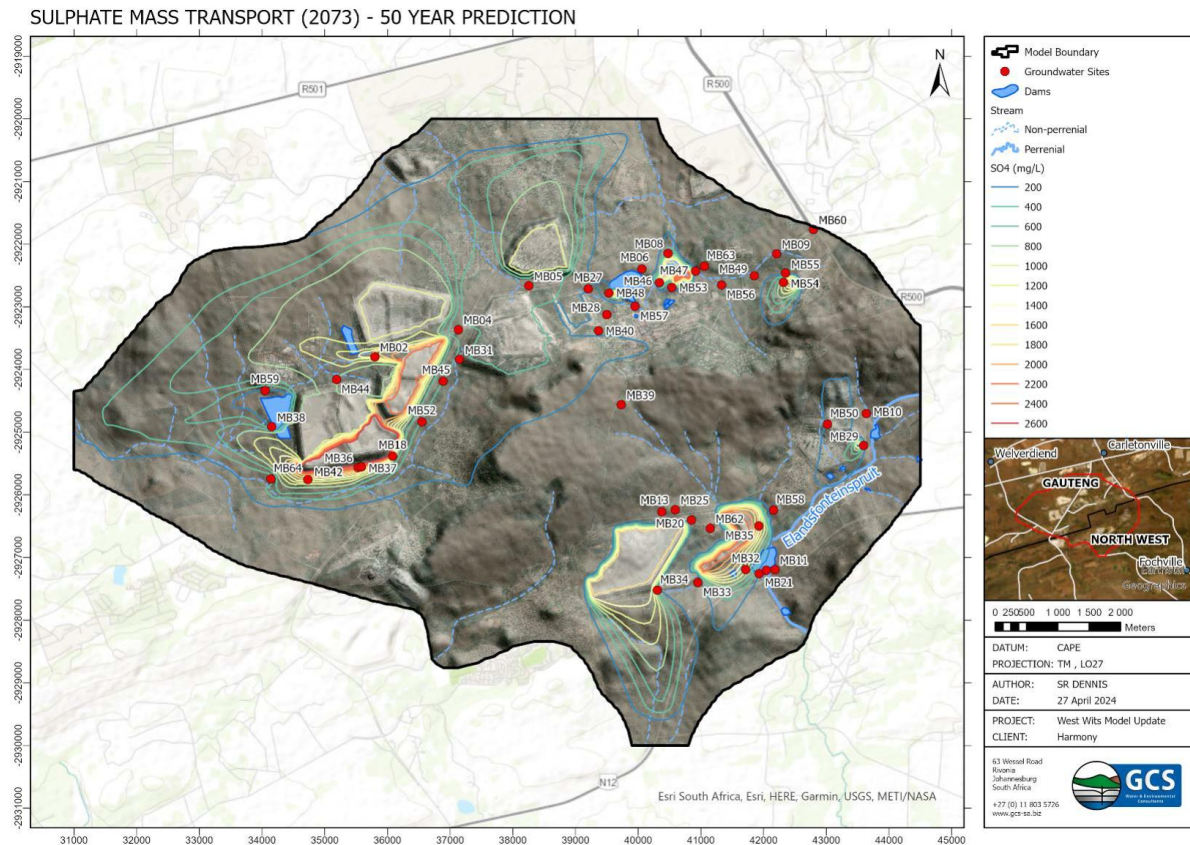 SULPHATE MASS TRANSPORT (2073) - 50 YEAR PREDICTION
-2919000
-2920000
-2921000
-2922000
-2923000
-2924000
-2925000
-2926000
-2927000
-2928000
-2929000
-2930000
-2931000
31000
32000
33000
34000
35000
36000
37000
38000
39000
40000
41000
42000
43000
44000
45000
R501
R500
R500
N12
N
MB60
MB08
MB09
MB06
MB63
MB55
MB47
MB49
MB05
MB27
MB46
MB54
MB48
MB53
MB56
MB28
MB57
MB04
MB40
MB02
MB31
MB45
MB59
MB44
MB39
MB38
MB52
MB50
MB10
MB18
MB29
MB36
MB64
MB42
MB37
MB13
MB25
MB58
MB20
MB62
MB35
MB32
MB11
MB34
MB33
MB21
Elandsfonteinspruit
Esri South Africa, Esri, HERE, Garmin, USGS, METI/NASA
Model Boundary
Groundwater Sites
Dams
Stream
Non-perrenial
Perrenial
SO4 (mg/L)
200
400
600
800
1000
1200
1400
1600
1800
2000
2200
2400
2600
Welverdiend
Carletonville
GAUTENG
NORTH WEST
Fochville
Geographics
0 250500 1 000 1 500 2 000
Meters
DATUM: CAPE
PROJECTION: TM , LO27
AUTHOR: SR DENNIS
DATE: 27 April 2024
PROJECT: West Wits Model Update
CLIENT: Harmony
63 Wessel Road
Rivonia
Johannesburg
South Africa
+27 (0) 11 803 5726
www.gcs-sa.biz
GCS
Water & Environmental
Consultants